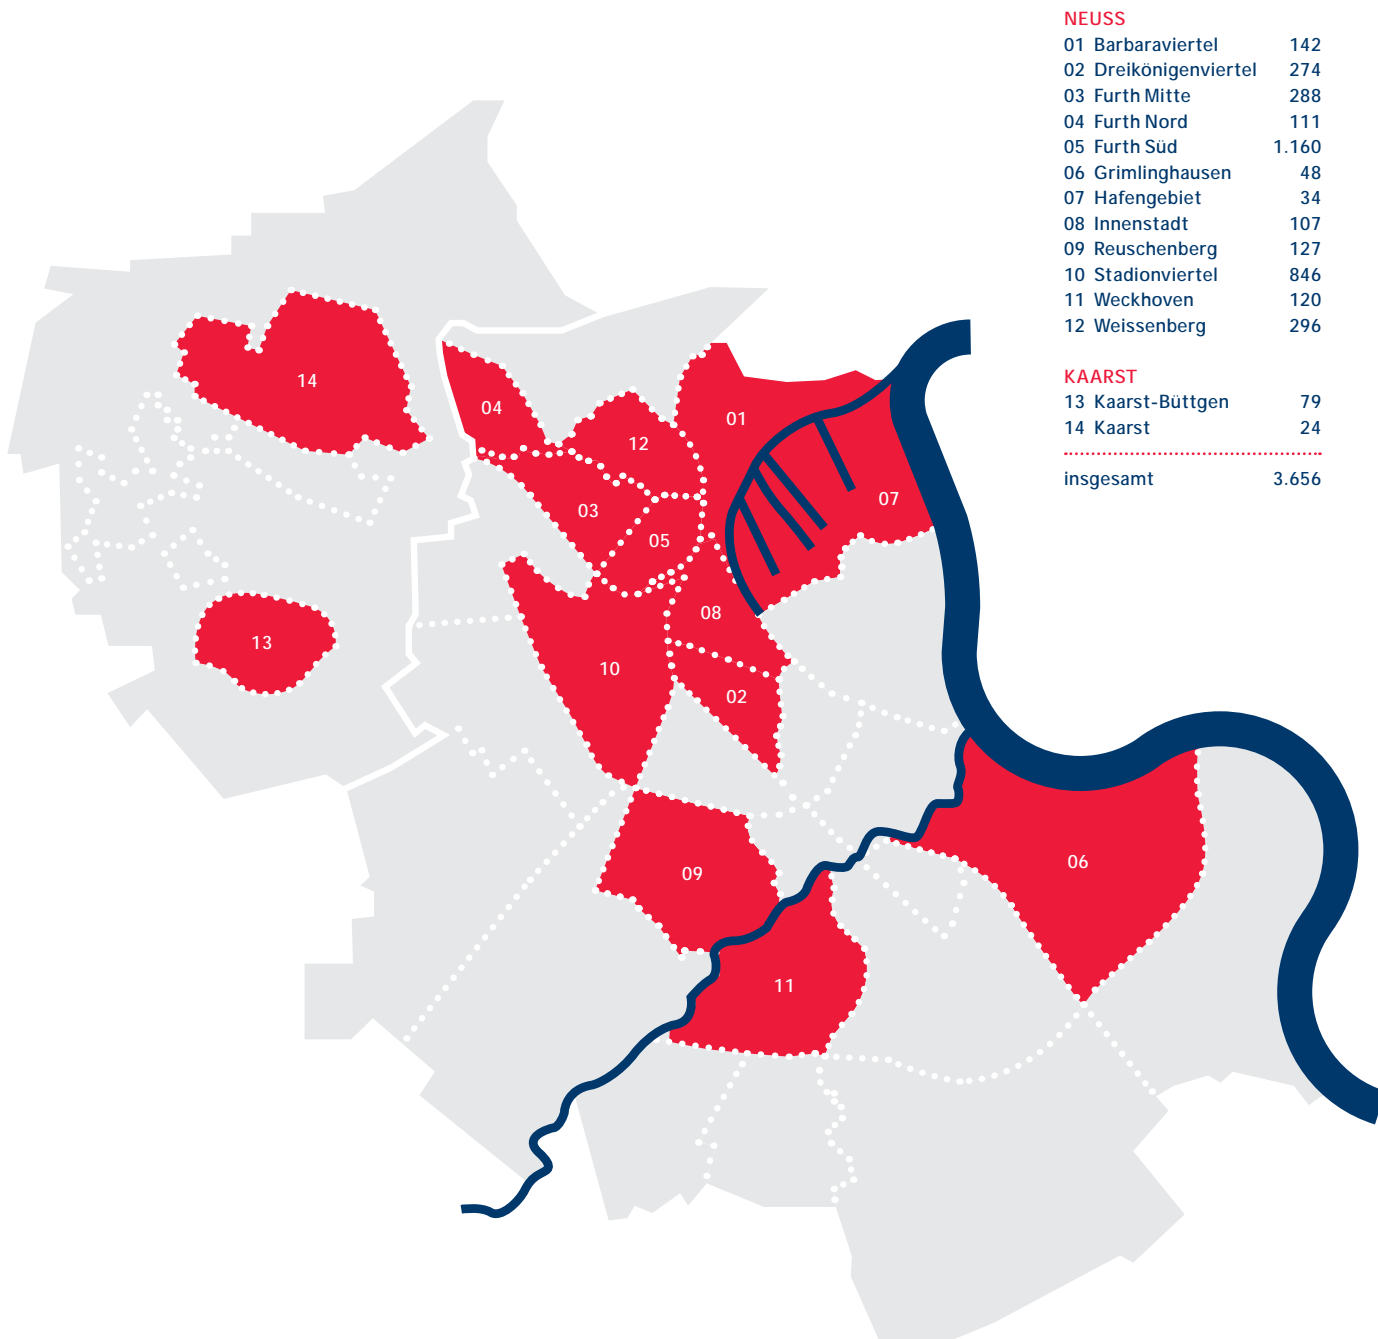 NEUSS
01 Barbaraviertel 142
02 Dreikönigenviertel 274
03 Furth Mitte 288
04 Furth Nord 111
05 Furth Süd 1.160
06 Grimlinghausen 48
07 Hafengebiet 34
08 Innenstadt 107
09 Reuschenberg 127
10 Stadionviertel 846
11 Weckhoven 120
12 Weissenberg 296
KAARST
13 Kaarst-Büttgen 79
14 Kaarst 24
insgesamt 3.656
14
04
01
12
07
03
05
08
13
10
02
06
09
11